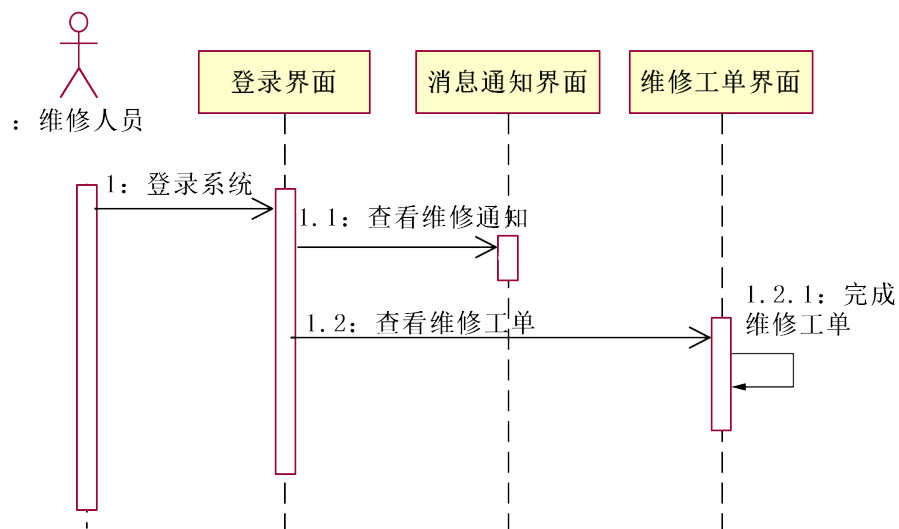 登录界面
消息通知界面
维修工单界面
：维修人员
1：登录系统
1.1：查看维修通知
1.2：查看维修工单
1.2.1：完成
维修工单